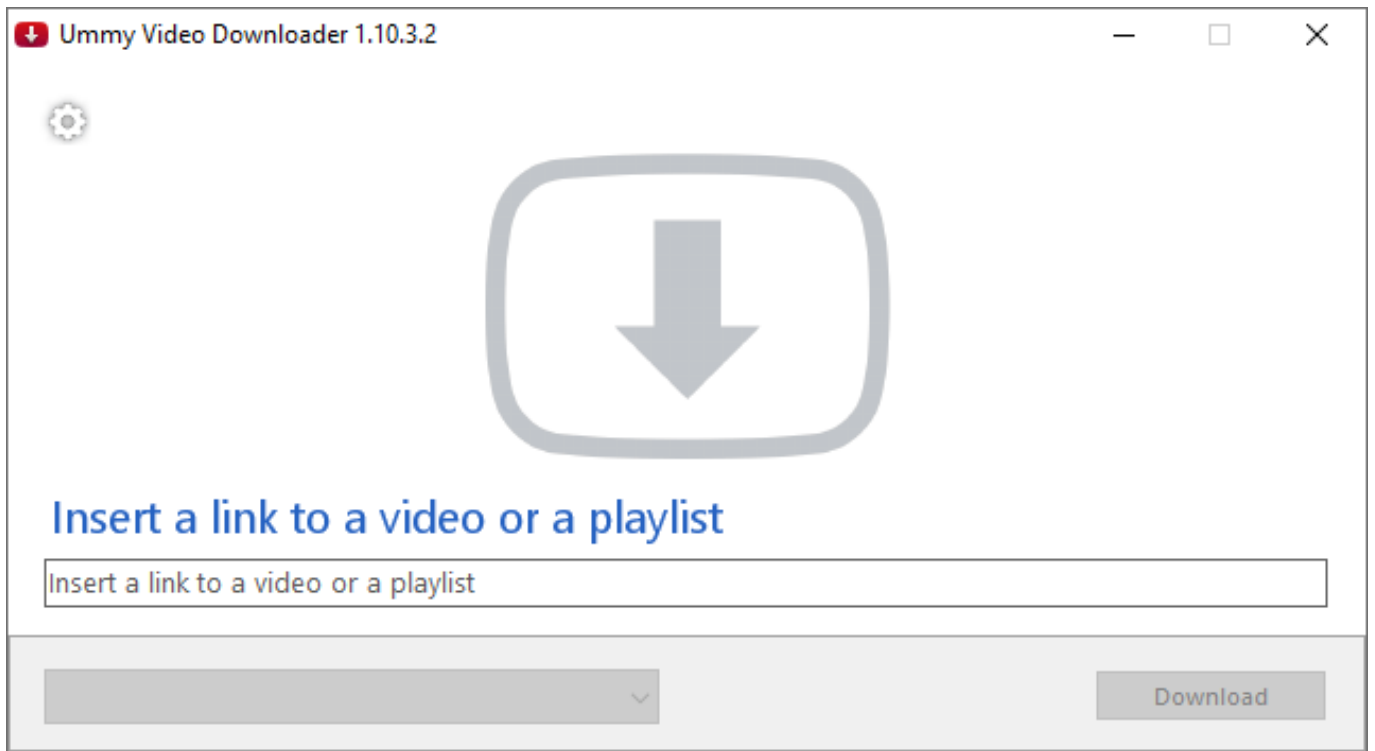 Ummy Video Downloader 1.10.3.2
Insert a link to a video or a playlist
Insert a link to a video or a playlist
Download